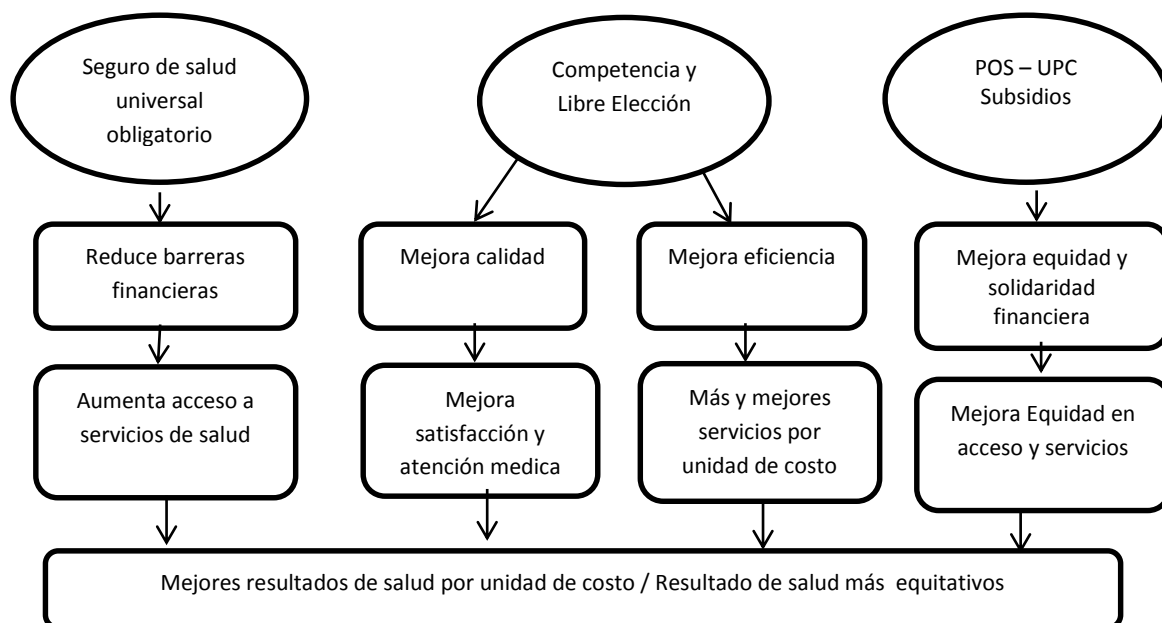 Seguro de salud
universal
obligatorio
Competencia y
Libre Elección
POS – UPC
Subsidios
Reduce barreras
financieras
Mejora calidad
Mejora eficiencia
Mejora equidad y
solidaridad
financiera
Aumenta acceso a
servicios de salud
Mejora
satisfacción y
atención medica
Más y mejores
servicios por
unidad de costo
Mejora Equidad en
acceso y servicios
Mejores resultados de salud por unidad de costo / Resultado de salud más equitativos